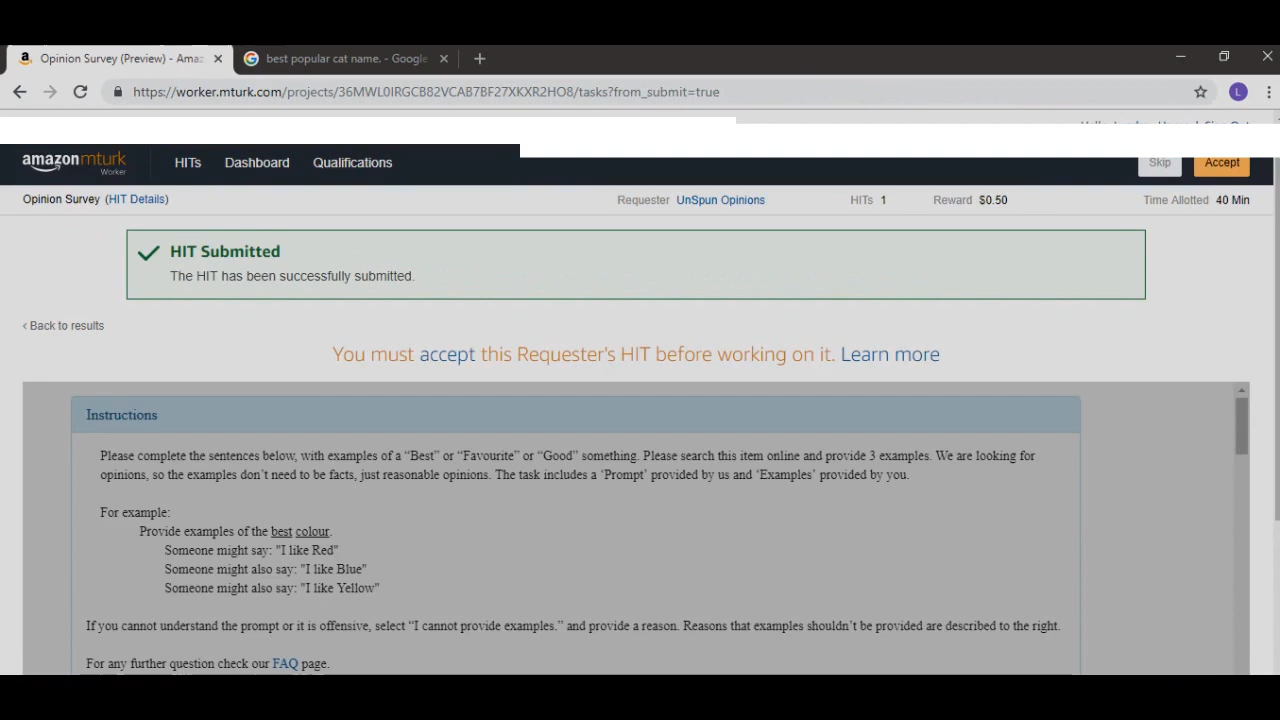 Opinion Survey (Preview) - Amaz
best popular cat name. - Google
https://worker.mturk.com/projects/36MWL0IRGCB82VCAB7BF27XKXR2HO8/tasks?from_submit=true
L
amazonmturk
Worker
HITs Dashboard Qualifications
Skip Accept
Opinion Survey (HIT Details) Requester UnSpun Opinions HITs 1 Reward $0.50 Time Allotted 40 Min
HIT Submitted
The HIT has been successfully submitted.
‹ Back to results
You must accept this Requester's HIT before working on it. Learn more
Instructions
Please complete the sentences below, with examples of a “Best” or “Favourite” or “Good” something. Please search this item online and provide 3 examples. We are looking for
opinions, so the examples don’t need to be facts, just reasonable opinions. The task includes a ‘Prompt’ provided by us and ‘Examples’ provided by you.
For example:
Provide examples of the best colour.
Someone might say: "I like Red"
Someone might also say: "I like Blue"
Someone might also say: "I like Yellow"
If you cannot understand the prompt or it is offensive, select “I cannot provide examples.” and provide a reason. Reasons that examples shouldn’t be provided are described to the right.
For any further question check our FAQ page.